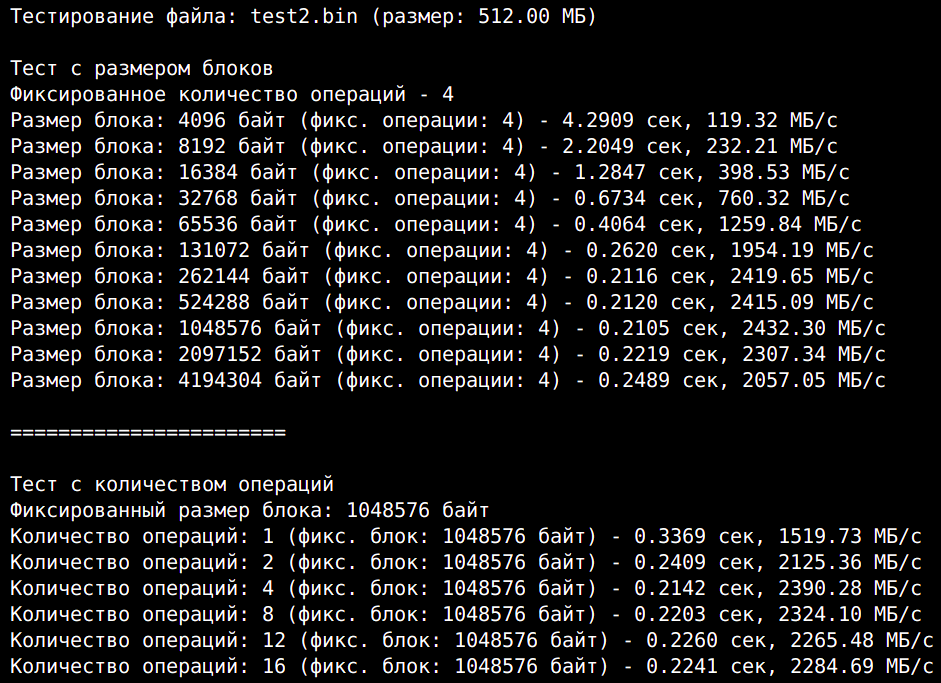 Тестирование файла: test2.bin (размер: 512.00 МБ)
Тест с размером блоков
Фиксированное количество операций - 4
Размер блока: 4096 байт (фикс. операции: 4) - 4.2909 сек, 119.32 МБ/с
Размер блока: 8192 байт (фикс. операции: 4) - 2.2049 сек, 232.21 МБ/с
Размер блока: 16384 байт (фикс. операции: 4) - 1.2847 сек, 398.53 МБ/с
Размер блока: 32768 байт (фикс. операции: 4) - 0.6734 сек, 760.32 МБ/с
Размер блока: 65536 байт (фикс. операции: 4) - 0.4064 сек, 1259.84 МБ/с
Размер блока: 131072 байт (фикс. операции: 4) - 0.2620 сек, 1954.19 МБ/с
Размер блока: 262144 байт (фикс. операции: 4) - 0.2116 сек, 2419.65 МБ/с
Размер блока: 524288 байт (фикс. операции: 4) - 0.2120 сек, 2415.09 МБ/с
Размер блока: 1048576 байт (фикс. операции: 4) - 0.2105 сек, 2432.30 МБ/с
Размер блока: 2097152 байт (фикс. операции: 4) - 0.2219 сек, 2307.34 МБ/с
Размер блока: 4194304 байт (фикс. операции: 4) - 0.2489 сек, 2057.05 МБ/с
=======================
Тест с количеством операций
Фиксированный размер блока: 1048576 байт
Количество операций: 1 (фикс. блок: 1048576 байт) - 0.3369 сек, 1519.73 МБ/с
Количество операций: 2 (фикс. блок: 1048576 байт) - 0.2409 сек, 2125.36 МБ/с
Количество операций: 4 (фикс. блок: 1048576 байт) - 0.2142 сек, 2390.28 МБ/с
Количество операций: 8 (фикс. блок: 1048576 байт) - 0.2203 сек, 2324.10 МБ/с
Количество операций: 12 (фикс. блок: 1048576 байт) - 0.2260 сек, 2265.48 МБ/с
Количество операций: 16 (фикс. блок: 1048576 байт) - 0.2241 сек, 2284.69 МБ/с